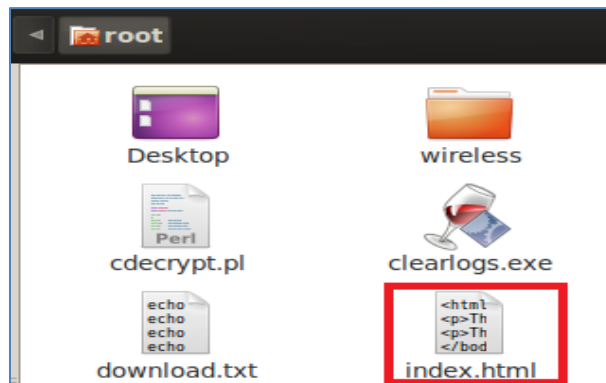 root
Desktop
wireless
Perl
cdecrypt.pl
clearlogs.exe
echo
echo
echo
echo
download.txt
<html
<p>Th
<p>Th
</bod
index.html